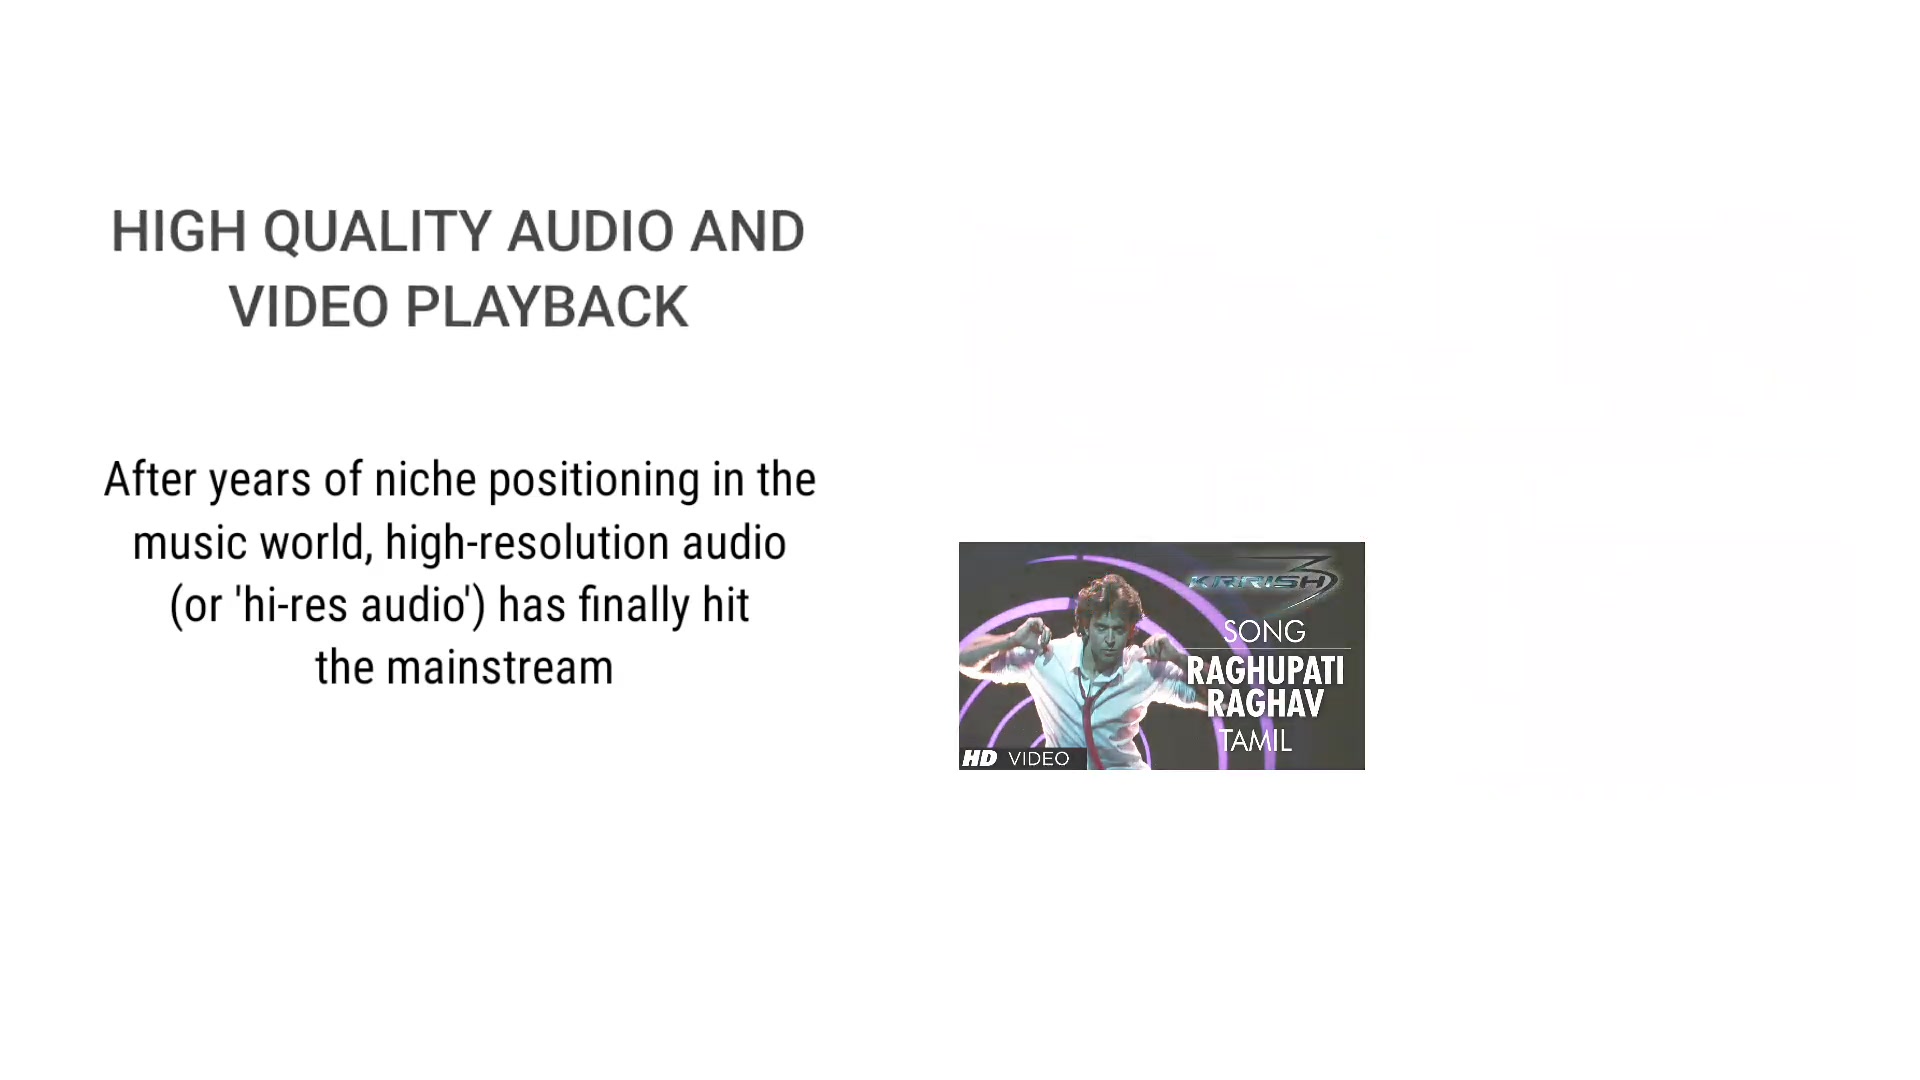 HIGH QUALITY AUDIO AND
VIDEO PLAYBACK
After years of niche positioning in the
music world, high-resolution audio
(or 'hi-res audio') has finally hit
the mainstream
KRRISH 3
SONG
RAGHUPATI
RAGHAV
TAMIL
HD VIDEO